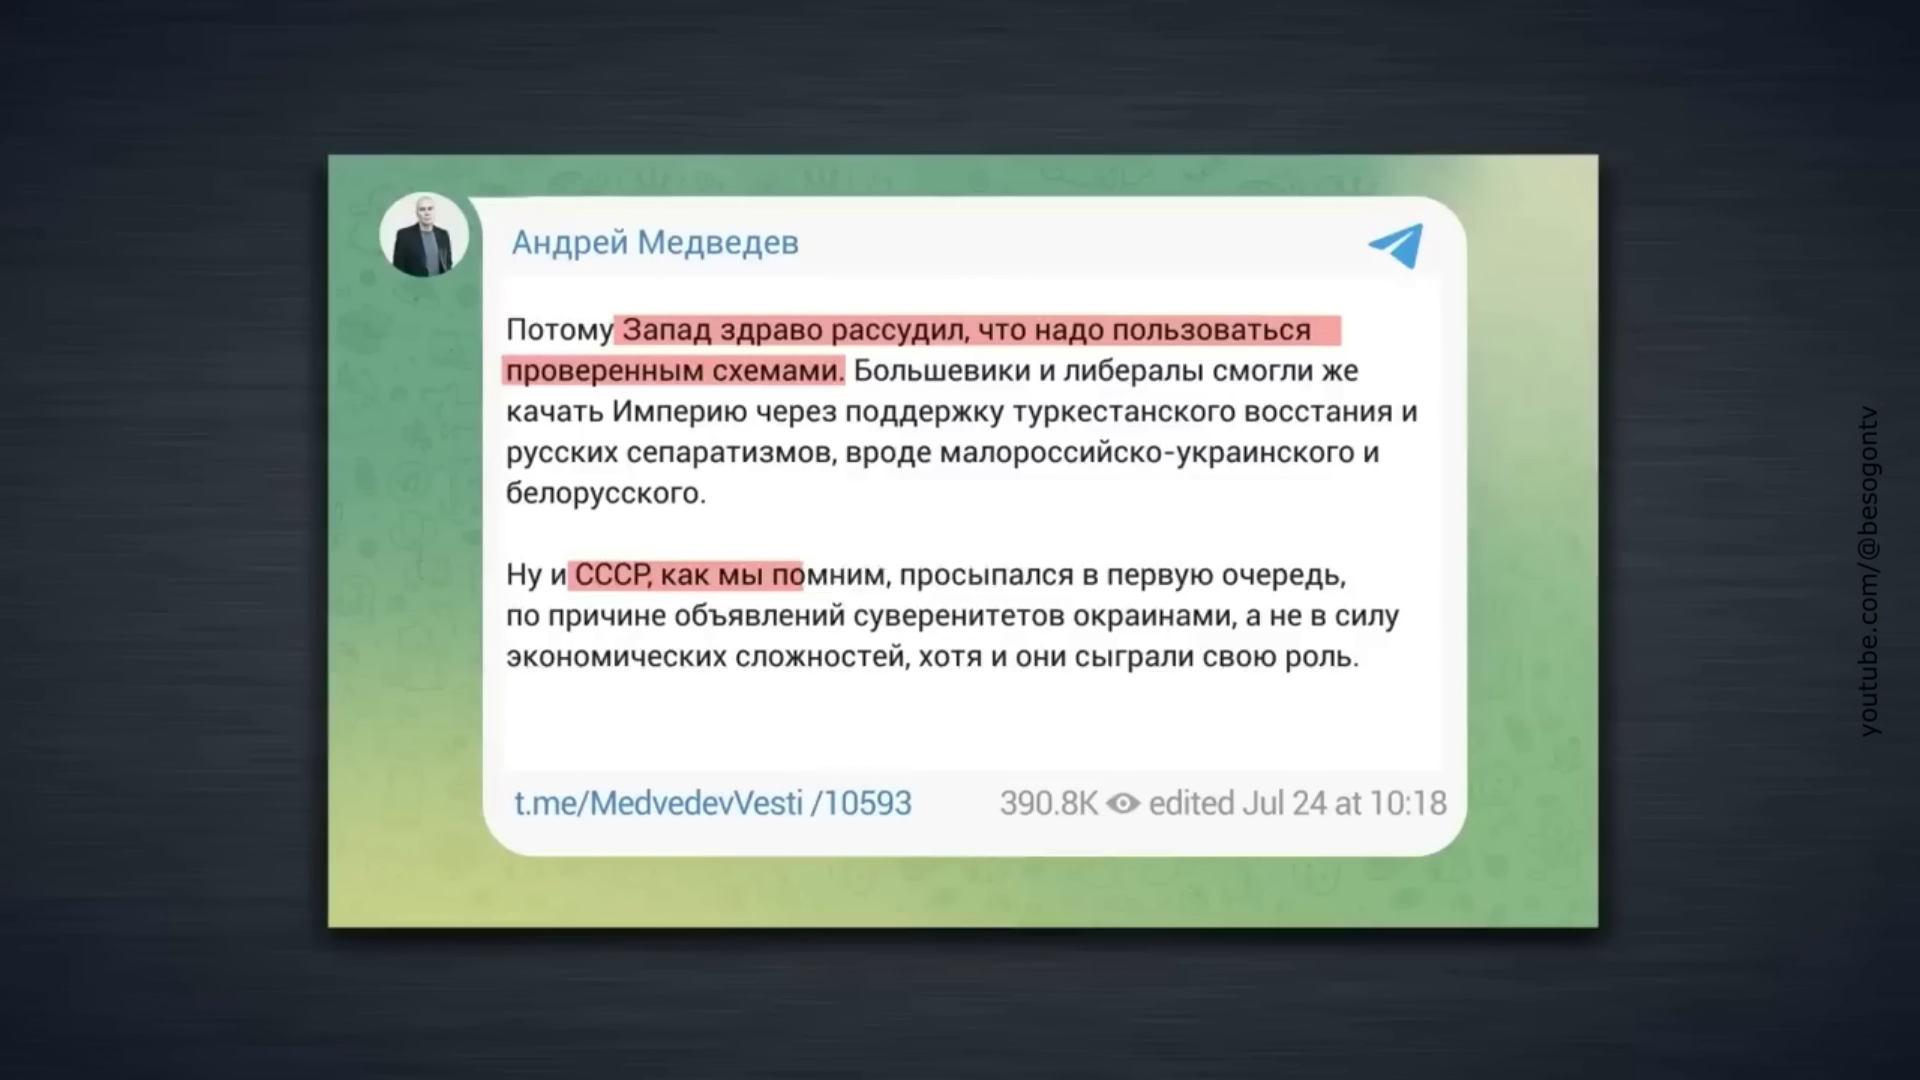 Андрей Медведев
Потому Запад здраво рассудил, что надо пользоваться
проверенным схемами. Большевики и либералы смогли же
качать Империю через поддержку туркестанского восстания и
русских сепаратизмов, вроде малороссийско-украинского и
белорусского.
Ну и СССР, как мы помним, просыпался в первую очередь,
по причине объявлений суверенитетов окраинами, а не в силу
экономических сложностей, хотя и они сыграли свою роль.
t.me/MedvedevVesti /10593 390.8K edited Jul 24 at 10:18
youtube.com/@besogontv